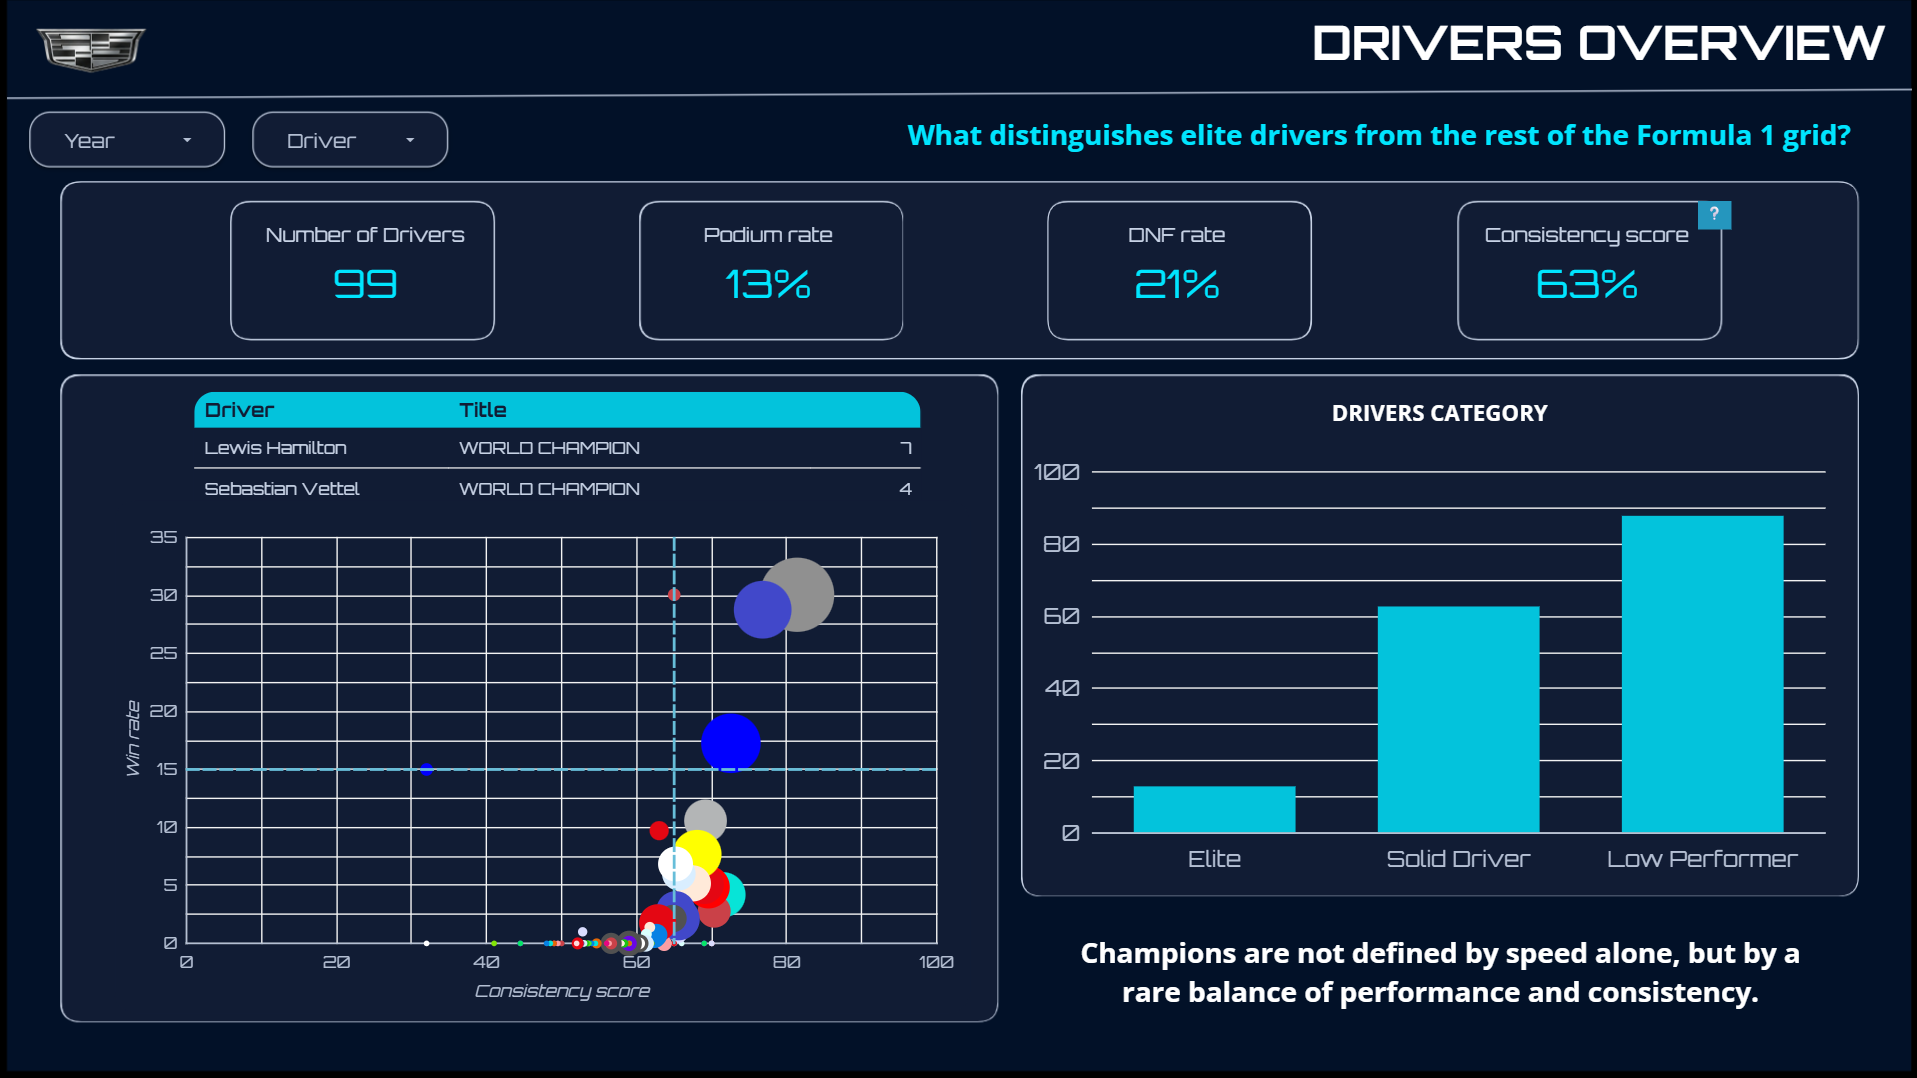 DRIVERS OVERVIEW
Year
Driver
What distinguishes elite drivers from the rest of the Formula 1 grid?
Number of Drivers
99
Podium rate
13%
DNF rate
21%
Consistency score
63%
?
Driver Title
Lewis Hamilton WORLD CHAMPION 7
Sebastian Vettel WORLD CHAMPION 4
35
30
25
20
15
10
5
0
Win rate
0 20 40 60 80 100
Consistency score
DRIVERS CATEGORY
100
80
60
40
20
0
Elite Solid Driver Low Performer
Champions are not defined by speed alone, but by a
rare balance of performance and consistency.